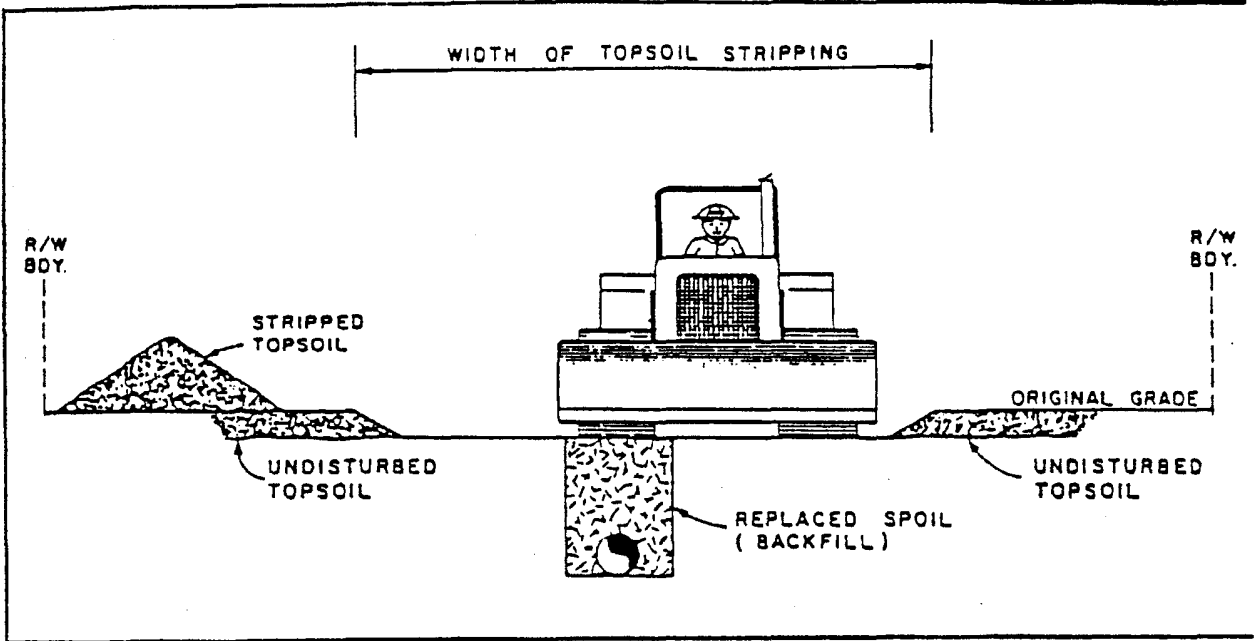 WIDTH OF TOPSOIL STRIPPING
R/W
BDY.
R/W
BDY.
STRIPPED
TOPSOIL
ORIGINAL GRADE
UNDISTURBED
TOPSOIL
UNDISTURBED
TOPSOIL
REPLACED SPOIL
( BACKFILL )